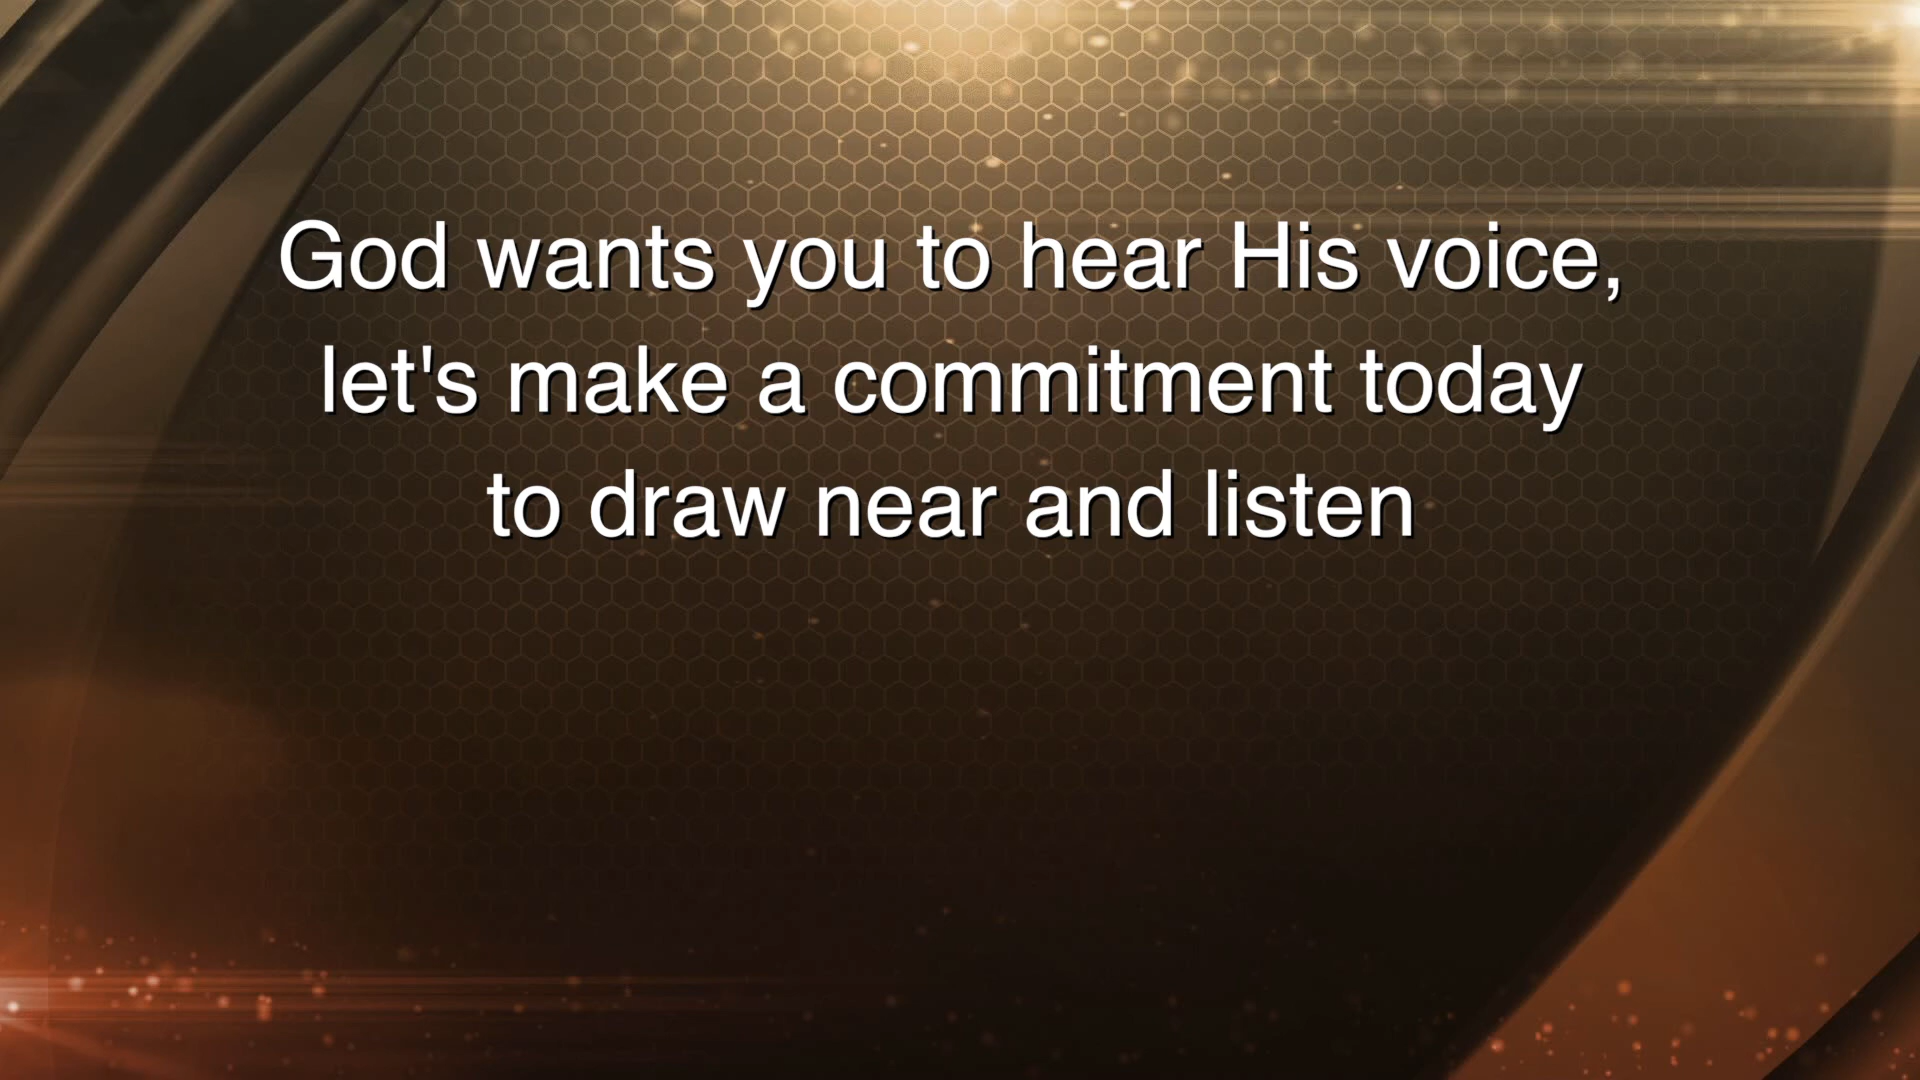 God wants you to hear His voice,
let's make a commitment today
to draw near and listen